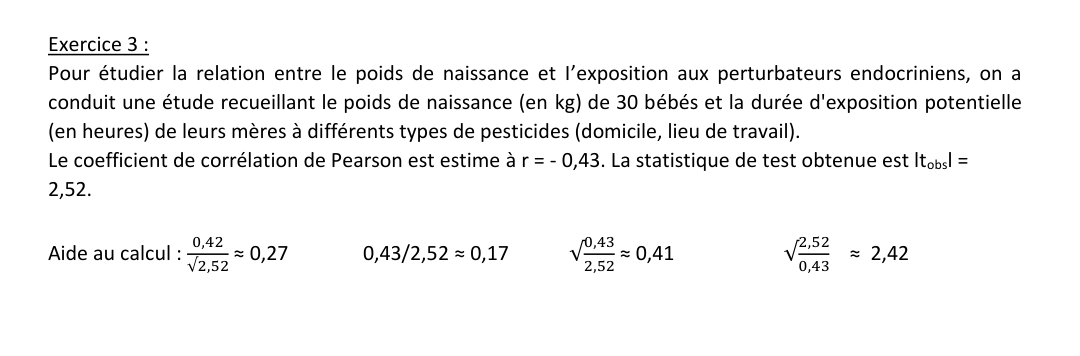 Exercice 3 :
Pour étudier la relation entre le poids de naissance et l’exposition aux perturbateurs endocriniens, on a
conduit une étude recueillant le poids de naissance (en kg) de 30 bébés et la durée d'exposition potentielle
(en heures) de leurs mères à différents types de pesticides (domicile, lieu de travail).
Le coefficient de corrélation de Pearson est estime à r = - 0,43. La statistique de test obtenue est ltobsl =
2,52.
Aide au calcul : 0,42/√2,52 ≈ 0,27 0,43/2,52 ≈ 0,17 √0,43/2,52 ≈ 0,41 √2,52/0,43 ≈ 2,42